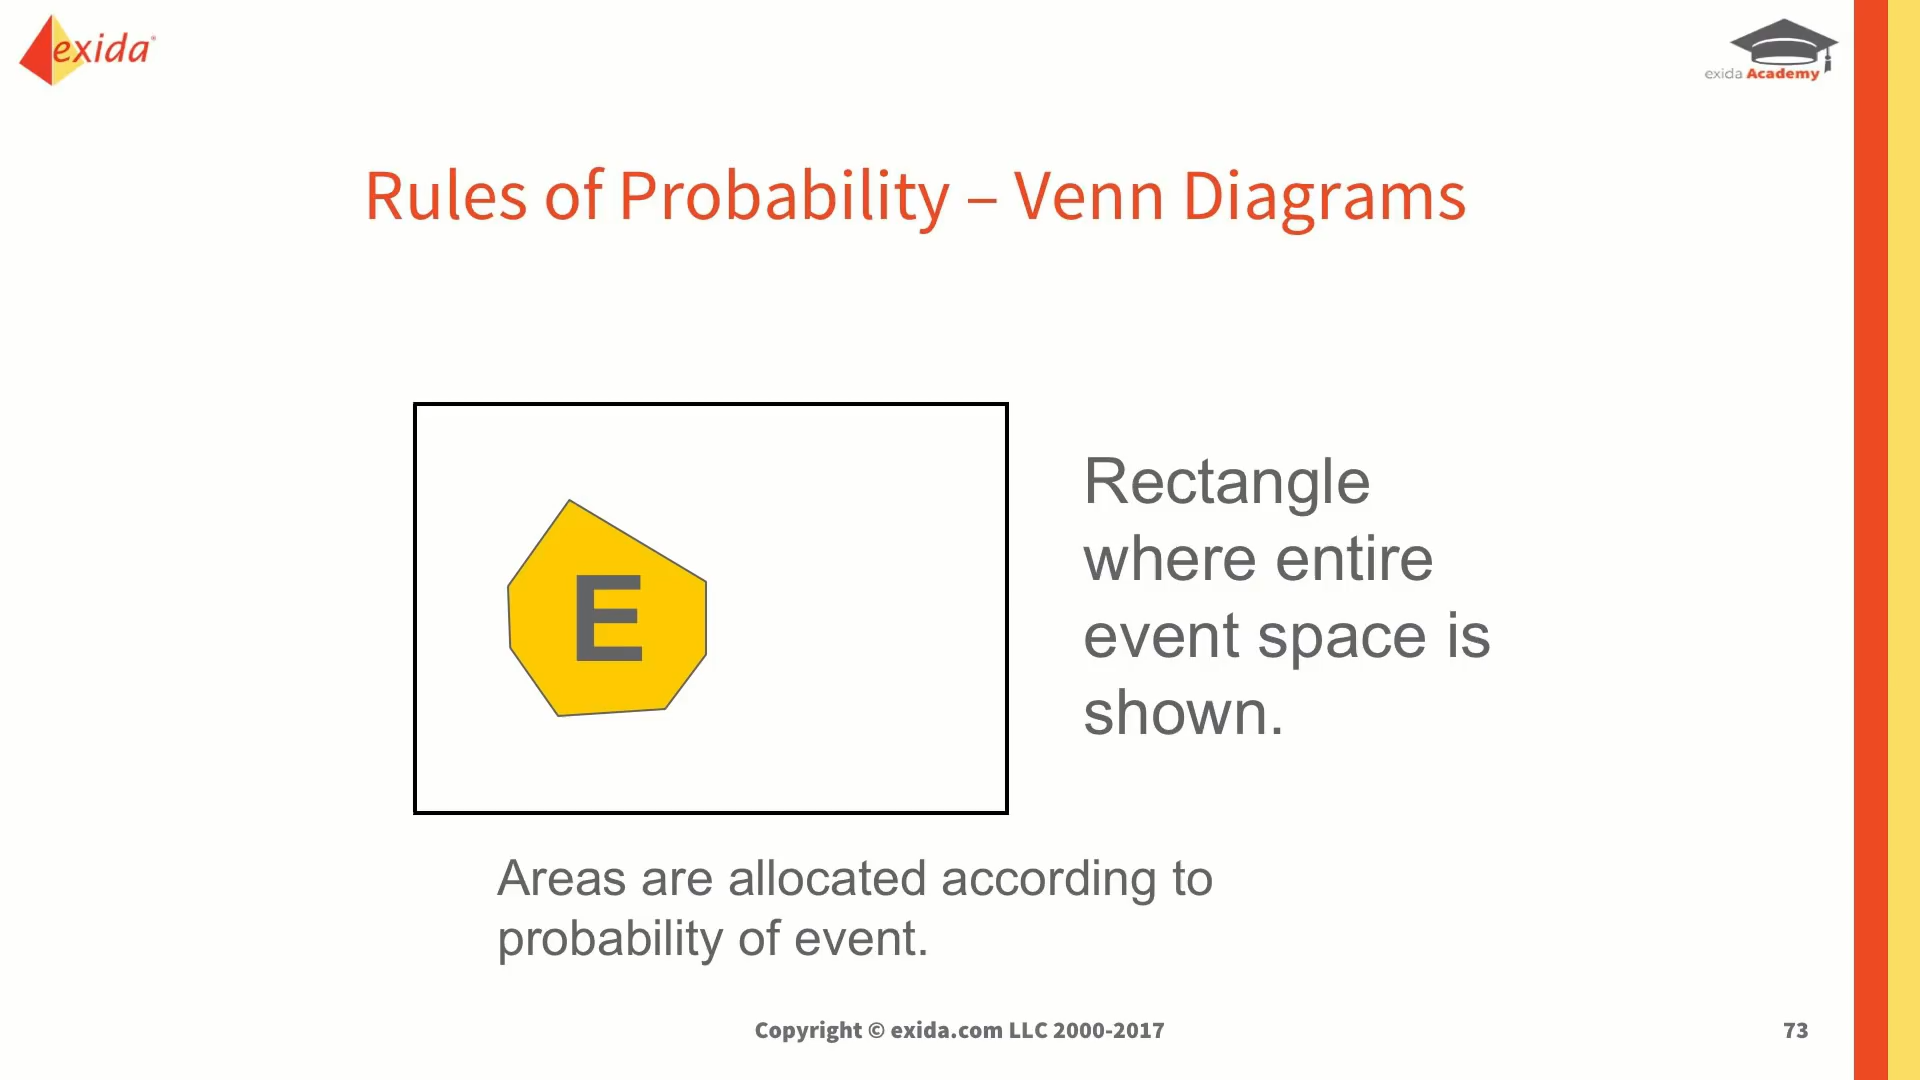 exida®
exida Academy
Rules of Probability – Venn Diagrams
E
Rectangle
where entire
event space is
shown.
Areas are allocated according to
probability of event.
Copyright © exida.com LLC 2000-2017
73